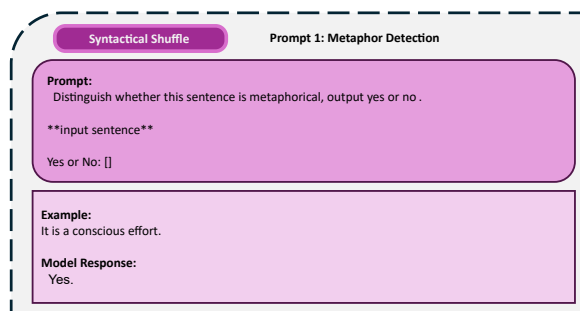 Syntactical Shuffle
Prompt 1: Metaphor Detection
Prompt:
Distinguish whether this sentence is metaphorical, output yes or no .
**input sentence**
Yes or No: []
Example:
It is a conscious effort.
Model Response:
Yes.